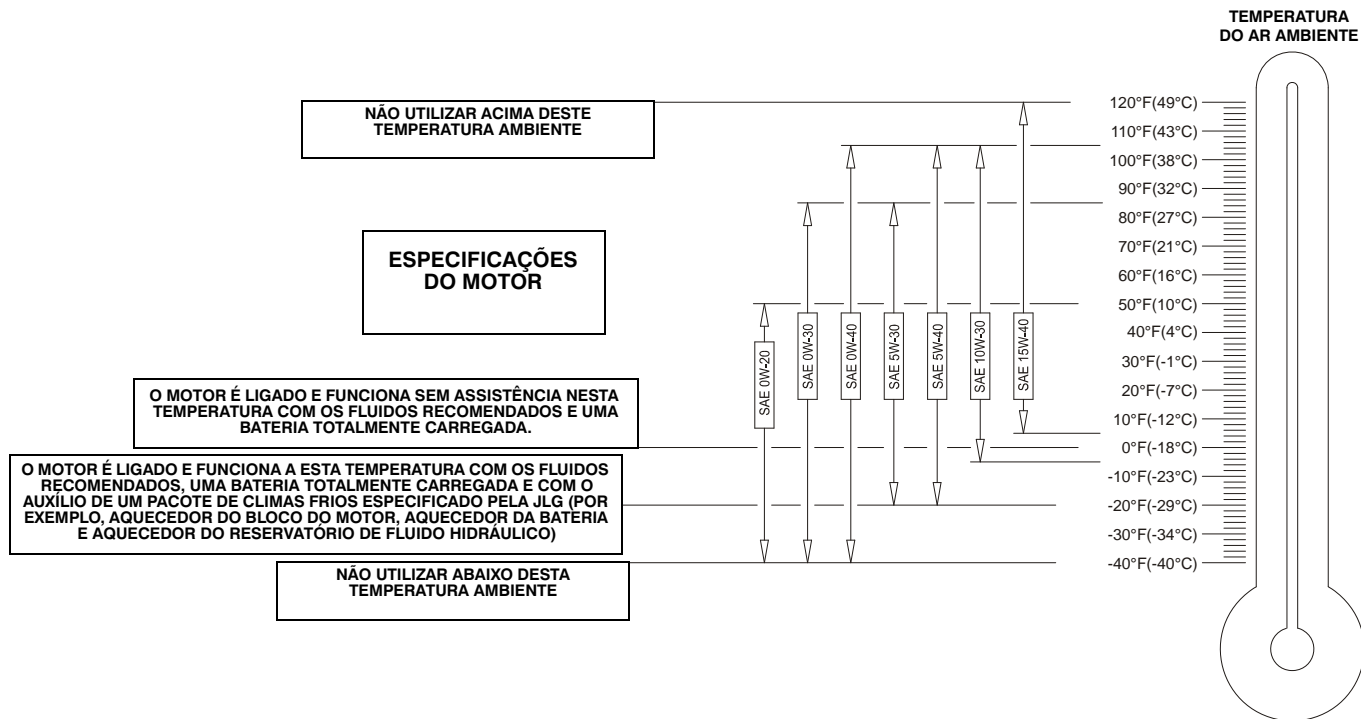 TEMPERATURA
DO AR AMBIENTE
NÃO UTILIZAR ACIMA DESTE
TEMPERATURA AMBIENTE
ESPECIFICAÇÕES
DO MOTOR
O MOTOR É LIGADO E FUNCIONA SEM ASSISTÊNCIA NESTA
TEMPERATURA COM OS FLUIDOS RECOMENDADOS E UMA
BATERIA TOTALMENTE CARREGADA.
O MOTOR É LIGADO E FUNCIONA A ESTA TEMPERATURA COM OS FLUIDOS
RECOMENDADOS, UMA BATERIA TOTALMENTE CARREGADA E COM O
AUXÍLIO DE UM PACOTE DE CLIMAS FRIOS ESPECIFICADO PELA JLG (POR
EXEMPLO, AQUECEDOR DO BLOCO DO MOTOR, AQUECEDOR DA BATERIA
E AQUECEDOR DO RESERVATÓRIO DE FLUIDO HIDRÁULICO)
NÃO UTILIZAR ABAIXO DESTA
TEMPERATURA AMBIENTE
SAE 0W-20
SAE 0W-30
SAE 0W-40
SAE 5W-30
SAE 5W-40
SAE 10W-30
SAE 15W-40
120°F(49°C)
110°F(43°C)
100°F(38°C)
90°F(32°C)
80°F(27°C)
70°F(21°C)
60°F(16°C)
50°F(10°C)
40°F(4°C)
30°F(-1°C)
20°F(-7°C)
10°F(-12°C)
0°F(-18°C)
-10°F(-23°C)
-20°F(-29°C)
-30°F(-34°C)
-40°F(-40°C)